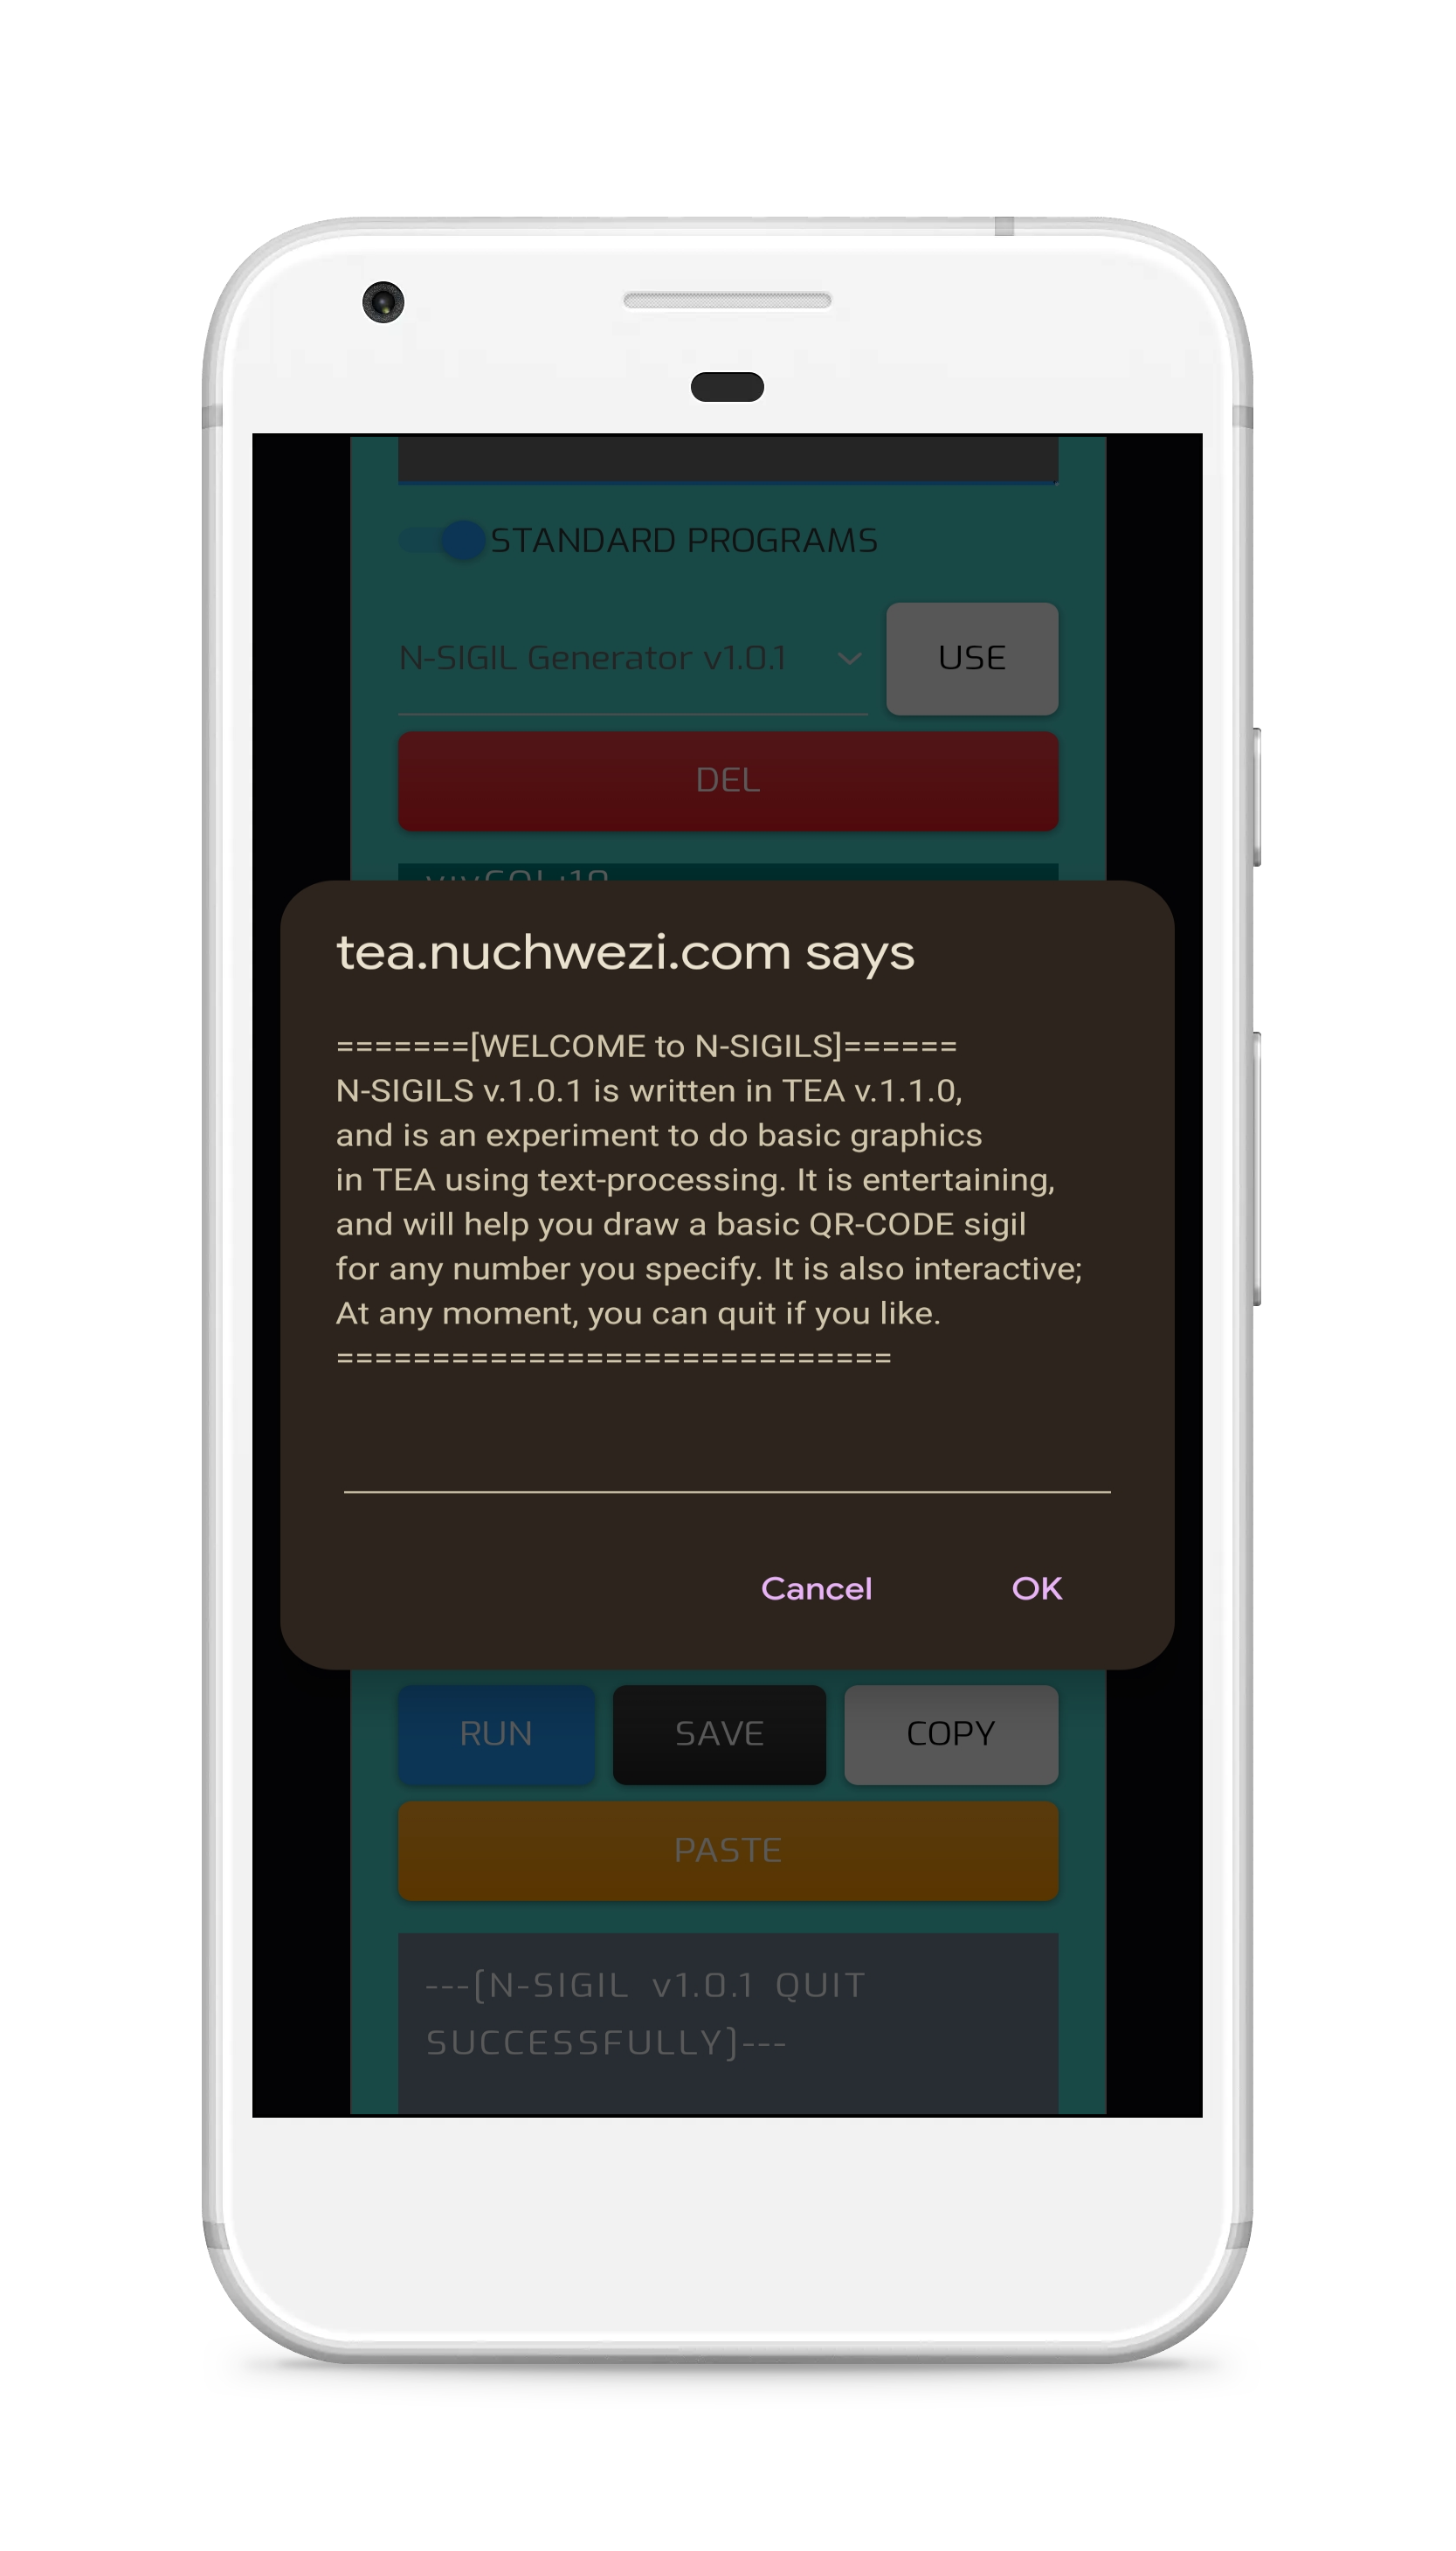 STANDARD PROGRAMS
N-SIGIL Generator v1.0.1
USE
DEL
tea.nuchwezi.com says
=======[WELCOME to N-SIGILS]======
N-SIGILS v.1.0.1 is written in TEA v.1.1.0,
and is an experiment to do basic graphics
in TEA using text-processing. It is entertaining,
and will help you draw a basic QR-CODE sigil
for any number you specify. It is also interactive;
At any moment, you can quit if you like.
=============================
Cancel
OK
RUN
SAVE
COPY
PASTE
---[N-SIGIL v1.0.1 QUIT
SUCCESSFULLY]---